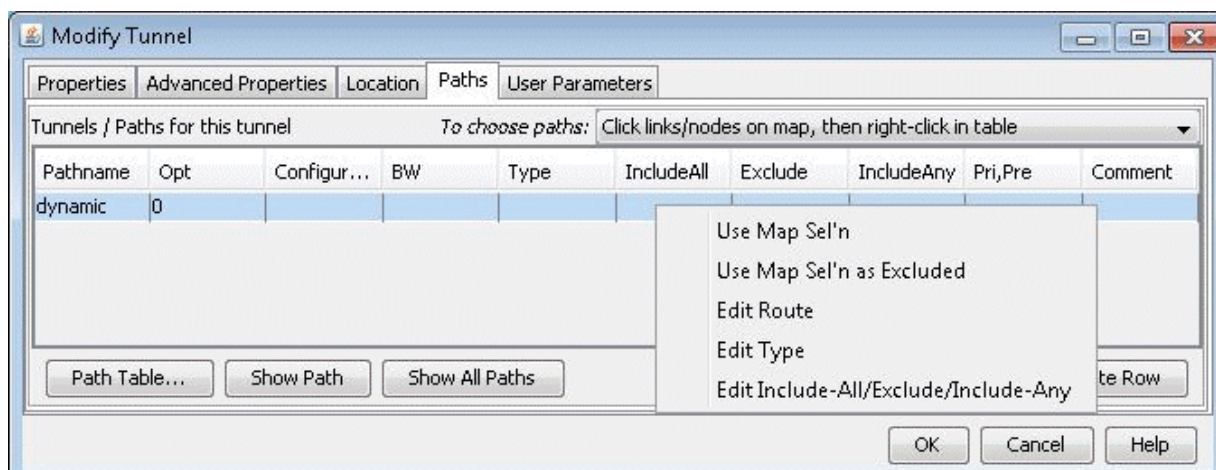 Modify Tunnel
Properties Advanced Properties Location Paths User Parameters
Tunnels / Paths for this tunnel To choose paths: Click links/nodes on map, then right-click in table
Pathname Opt Configur... BW Type IncludeAll Exclude IncludeAny Pri,Pre Comment
dynamic 0
Use Map Sel'n
Use Map Sel'n as Excluded
Edit Route
Edit Type
Edit Include-All/Exclude/Include-Any
Path Table... Show Path Show All Paths te Row
OK Cancel Help